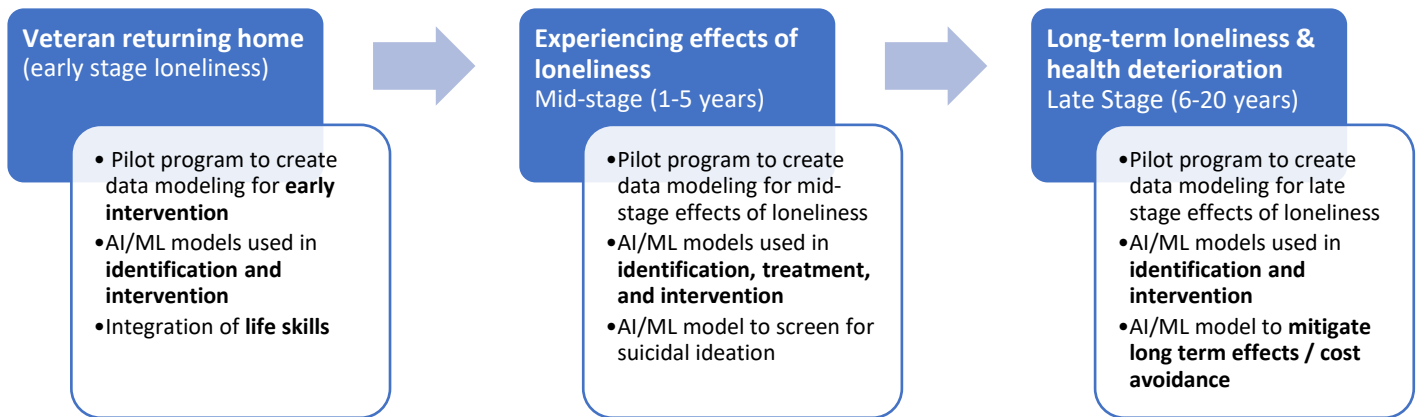 Veteran returning home
(early stage loneliness)
• Pilot program to create
data modeling for early
intervention
•AI/ML models used in
identification and
intervention
•Integration of life skills
Experiencing effects of
loneliness
Mid-stage (1-5 years)
•Pilot program to create
data modeling for mid-
stage effects of loneliness
•AI/ML models used in
identification, treatment,
and intervention
•AI/ML model to screen for
suicidal ideation
Long-term loneliness &
health deterioration
Late Stage (6-20 years)
•Pilot program to create
data modeling for late
stage effects of loneliness
•AI/ML models used in
identification and
intervention
•AI/ML model to mitigate
long term effects / cost
avoidance